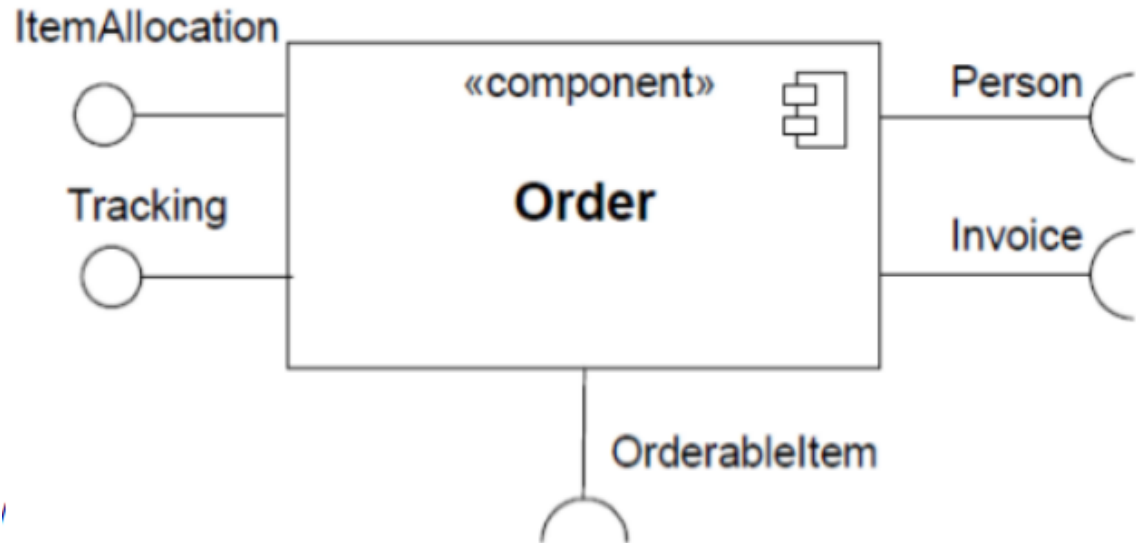 ItemAllocation
«component»
Person
Order
Tracking
Invoice
OrderableItem